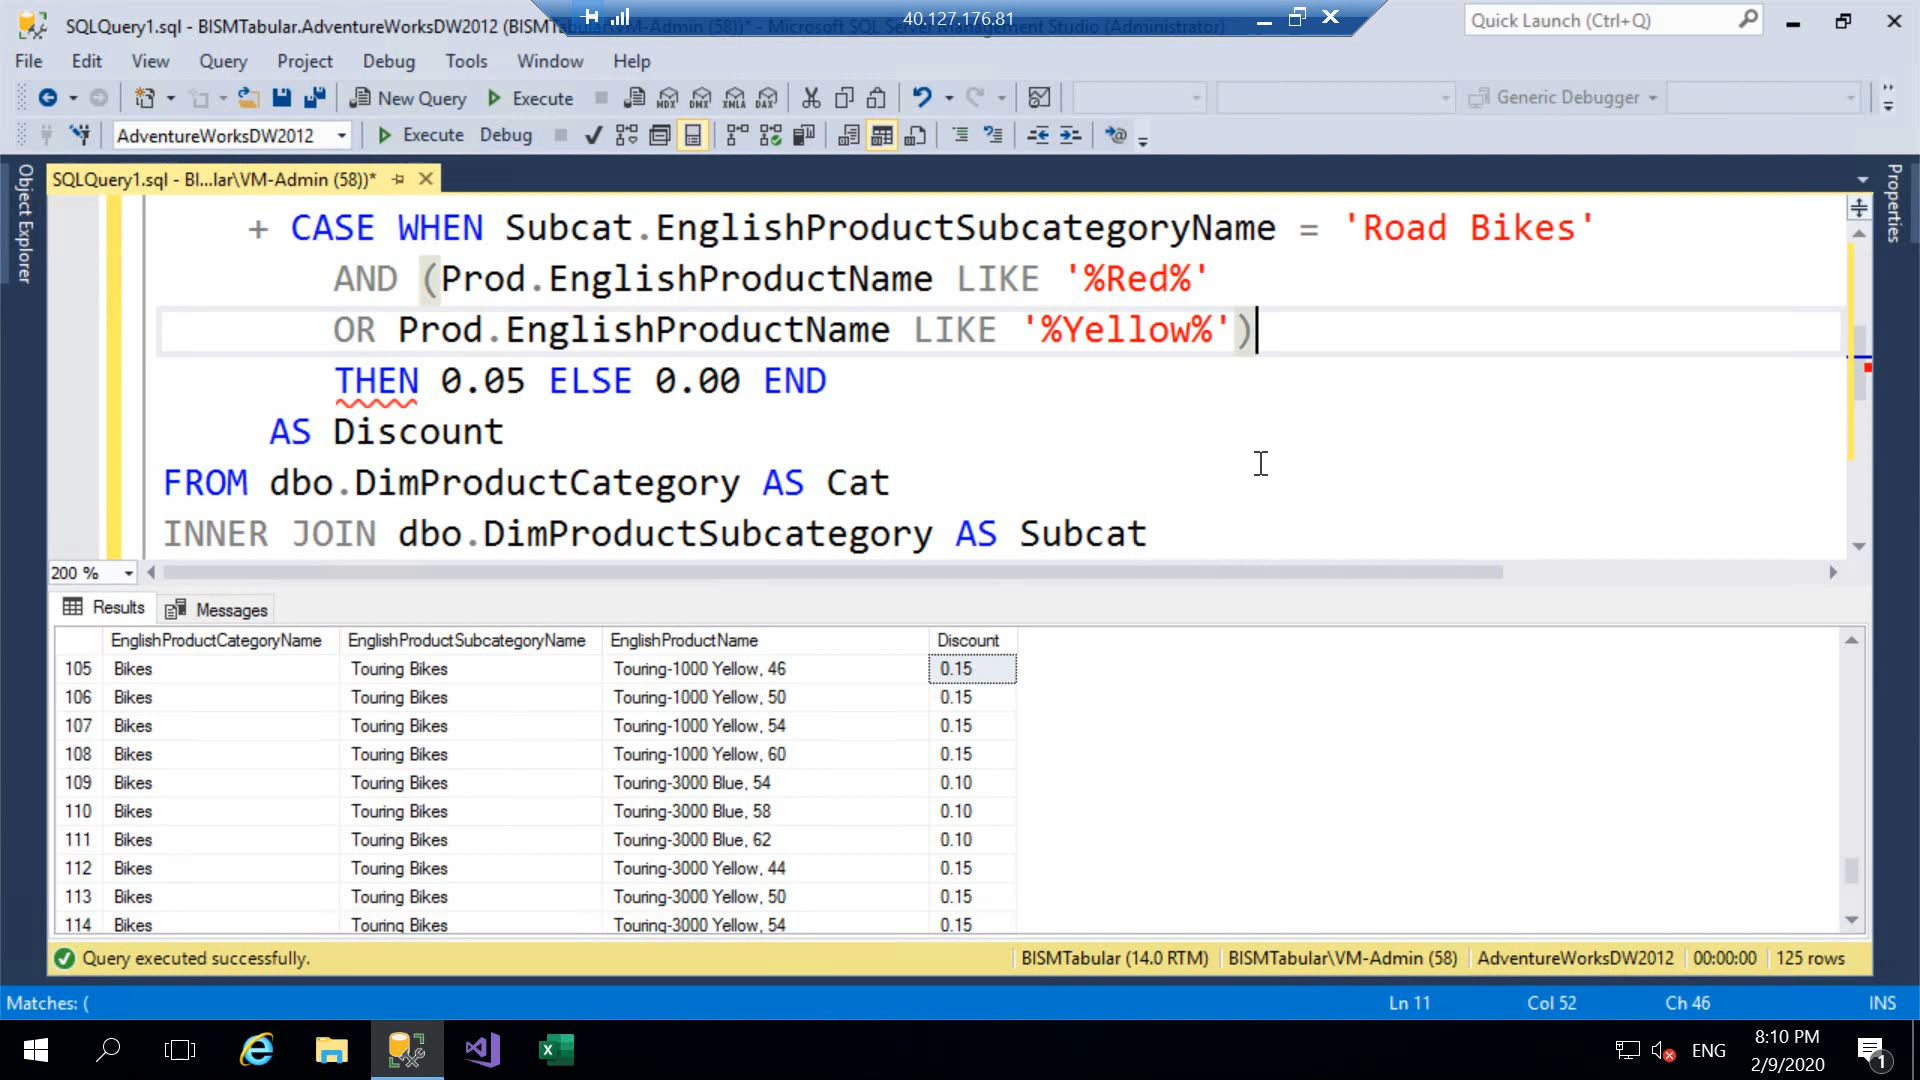 SQLQuery1.sql - BISMTabular.AdventureWorksDW2012 (BISMTabular\VM-Admin (58))* - Microsoft SQL Server Management Studio (Administrator)
40.127.176.81
Quick Launch (Ctrl+Q)
File Edit View Query Project Debug Tools Window Help
New Query Execute MDX DMX XMLA DAX Generic Debugger
AdventureWorksDW2012 Execute Debug
SQLQuery1.sql - BI...lar\VM-Admin (58))*
Object Explorer
Properties
+ CASE WHEN Subcat.EnglishProductSubcategoryName = 'Road Bikes'
AND (Prod.EnglishProductName LIKE '%Red%'
OR Prod.EnglishProductName LIKE '%Yellow%')
THEN 0.05 ELSE 0.00 END
AS Discount
FROM dbo.DimProductCategory AS Cat
INNER JOIN dbo.DimProductSubcategory AS Subcat
200 %
Results Messages
EnglishProductCategoryName EnglishProductSubcategoryName EnglishProductName Discount
105 Bikes Touring Bikes Touring-1000 Yellow, 46 0.15
106 Bikes Touring Bikes Touring-1000 Yellow, 50 0.15
107 Bikes Touring Bikes Touring-1000 Yellow, 54 0.15
108 Bikes Touring Bikes Touring-1000 Yellow, 60 0.15
109 Bikes Touring Bikes Touring-3000 Blue, 54 0.10
110 Bikes Touring Bikes Touring-3000 Blue, 58 0.10
111 Bikes Touring Bikes Touring-3000 Blue, 62 0.10
112 Bikes Touring Bikes Touring-3000 Yellow, 44 0.15
113 Bikes Touring Bikes Touring-3000 Yellow, 50 0.15
114 Bikes Touring Bikes Touring-3000 Yellow, 54 0.15
Query executed successfully. BISMTabular (14.0 RTM) BISMTabular\VM-Admin (58) AdventureWorksDW2012 00:00:00 125 rows
Matches: ( Ln 11 Col 52 Ch 46 INS
ENG
8:10 PM
2/9/2020
1